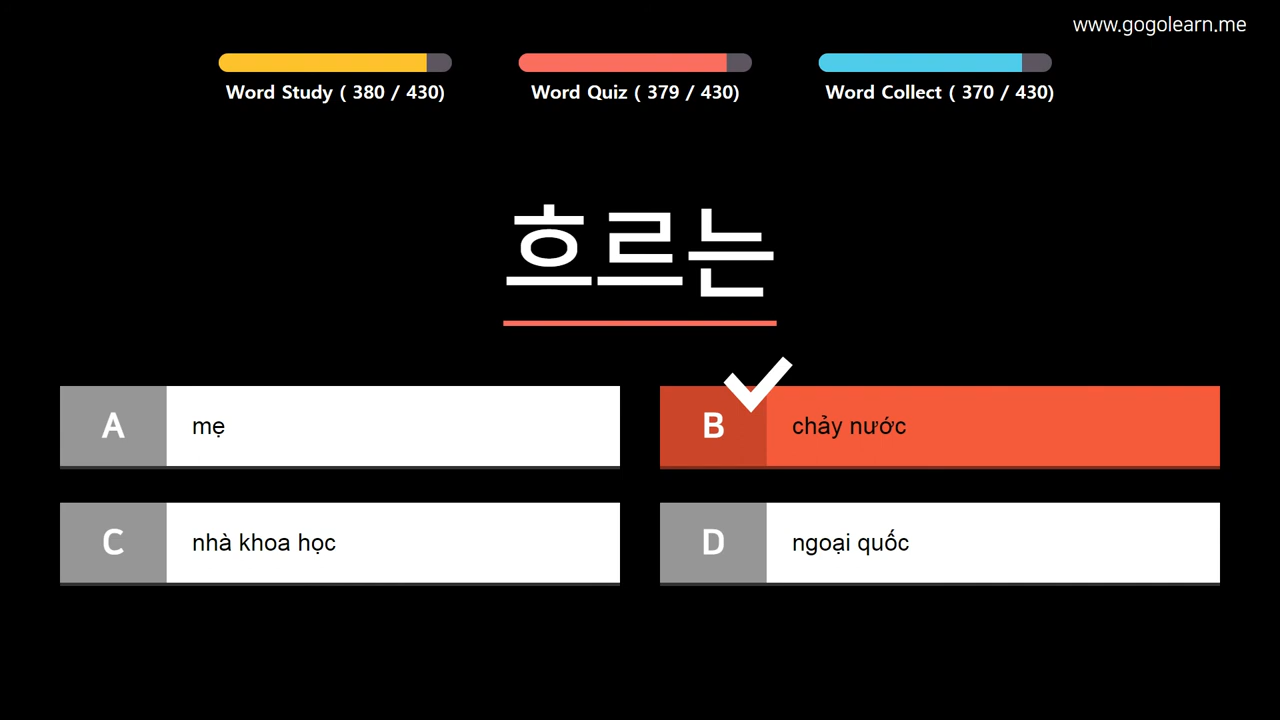 www.gogolearn.me
Word Study ( 380 / 430)
Word Quiz ( 379 / 430)
Word Collect ( 370 / 430)
흐르는
A mẹ
B chảy nước
C nhà khoa học
D ngoại quốc